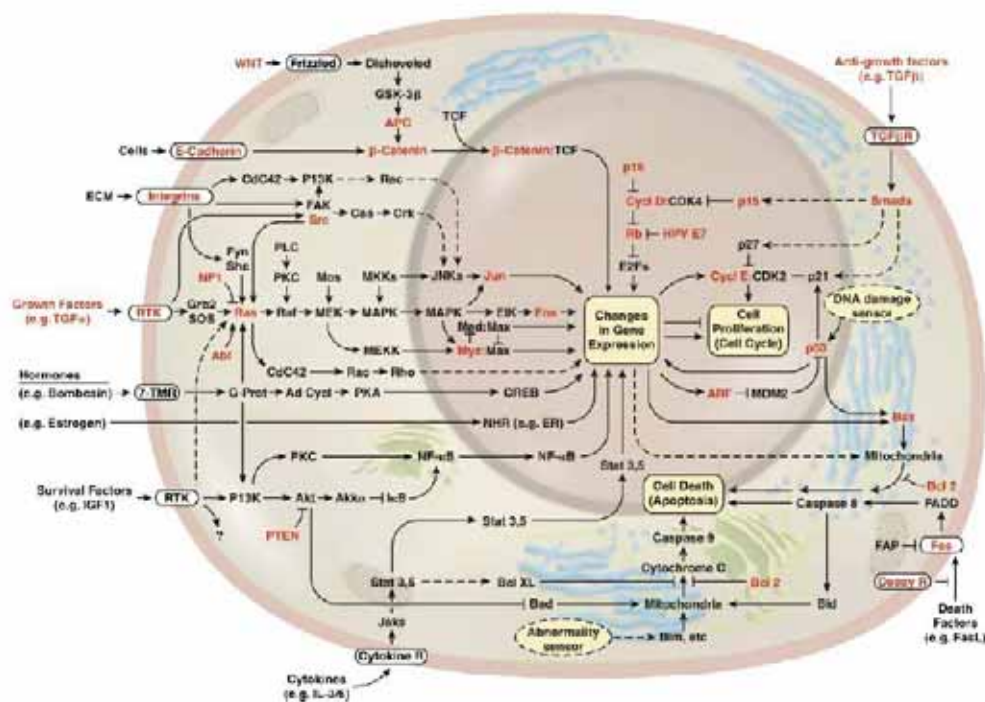 WNT
Frizzled
Dishevelled
GSK-3β
APC
TCF
Cells
E-Cadherin
β-Catenin
β-Catenin:TCF
Anti-growth factors
(e.g. TGFβ)
TGFβR
ECM
Integrins
CdC42
P13K
Rac
FAK
Src
Cas
Crk
p16
Cycl D:CDK4
p15
Smads
Rb
HPV E7
E2Fs
p27
Cycl E:CDK2
p21
Fyn
Shc
PLC
NF1
PKC
Mos
MKKs
JNKs
Jun
Growth Factors
(e.g. TGFα)
RTK
Grb2
SOS
Ras
Raf
MEK
MAPK
MAPK
ElK
Fos
Abl
MEKK
Mad:Max
Myc:Max
Changes
in Gene
Expression
Cell
Proliferation
(Cell Cycle)
DNA damage
sensor
p53
CdC42
Rac
Rho
Hormones
(e.g. Bombesin)
7-TMR
G-Prot
Ad Cycl
PKA
CREB
ARF
MDM2
(e.g. Estrogen)
NHR (e.g. ER)
Bax
PKC
NF-κB
NF-κB
Stat 3,5
Mitochondria
Survival Factors
(e.g. IGF1)
RTK
P13K
Akt
Akkα
IκB
PTEN
?
Cell Death
(Apoptosis)
Bcl 2
Caspase 8
FADD
Stat 3,5
Caspase 9
FAP
Fas
Cytochrome C
Stat 3,5
Bcl XL
Bcl 2
Decoy R
Bad
Mitochondria
Bid
Jaks
Abnormality
sensor
Bim, etc
Death
Factors
(e.g. FasL)
Cytokine R
Cytokines
(e.g. IL-3/6)